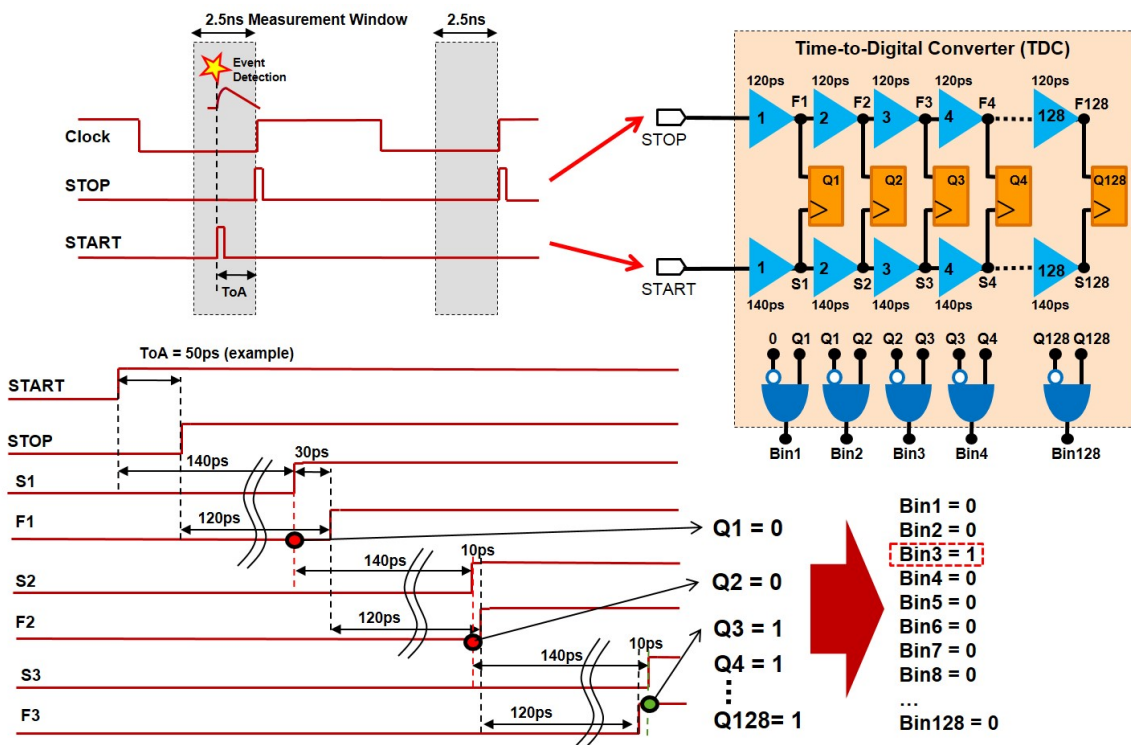 2.5ns Measurement Window
2.5ns
Event
Detection
Clock
STOP
START
ToA
Time-to-Digital Converter (TDC)
120ps 120ps 120ps 120ps 120ps
F1 F2 F3 F4 F128
1 2 3 4 128
STOP
Q1 Q2 Q3 Q4 Q128
1 2 3 4 128
START
S1 S2 S3 S4 S128
140ps 140ps 140ps 140ps 140ps
0 Q1 Q1 Q2 Q2 Q3 Q3 Q4 Q128 Q128
Bin1 Bin2 Bin3 Bin4 Bin128
ToA = 50ps (example)
START
STOP
140ps 30ps
S1
120ps
F1
Q1 = 0
10ps
140ps
S2
Q2 = 0
120ps
F2
Q3 = 1
10ps
140ps
Q4 = 1
S3
120ps
Q128= 1
F3
Bin1 = 0
Bin2 = 0
Bin3 = 1
Bin4 = 0
Bin5 = 0
Bin6 = 0
Bin7 = 0
Bin8 = 0
...
Bin128 = 0